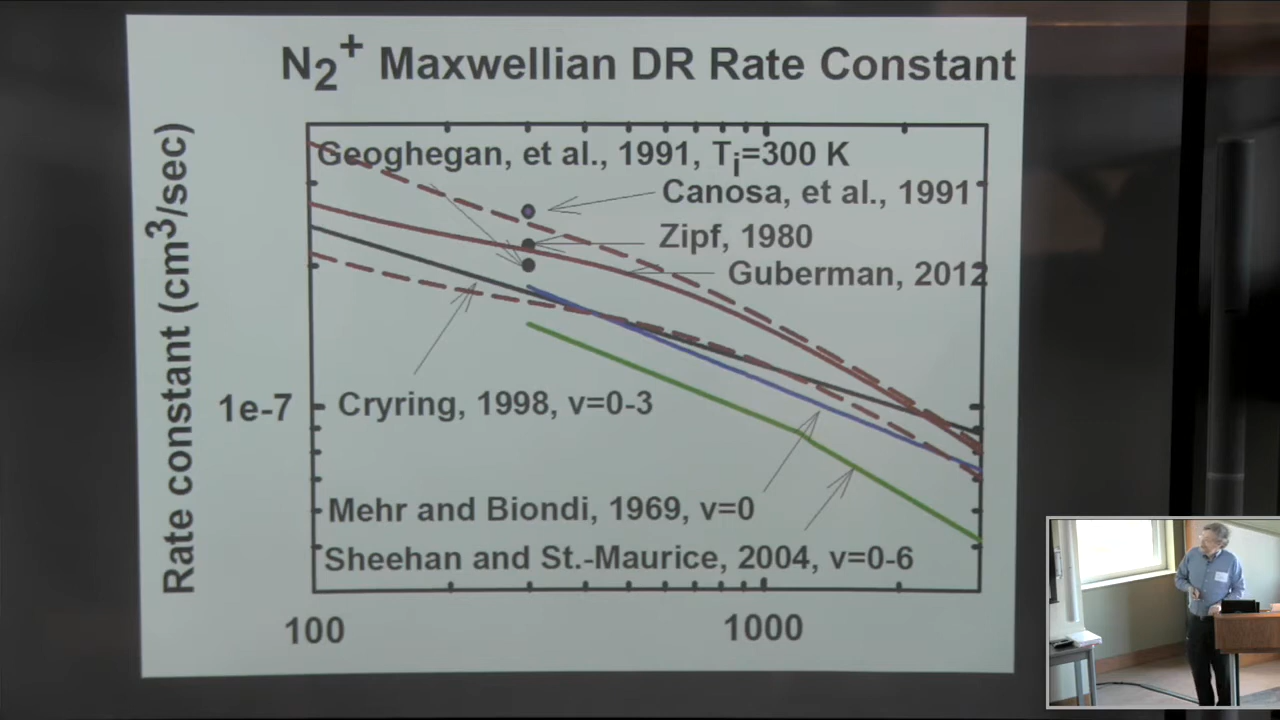 N2+ Maxwellian DR Rate Constant
Rate constant (cm3/sec)
Geoghegan, et al., 1991, Ti=300 K
Canosa, et al., 1991
Zipf, 1980
Guberman, 2012
1e-7
Cryring, 1998, v=0-3
Mehr and Biondi, 1969, v=0
Sheehan and St.-Maurice, 2004, v=0-6
100
1000